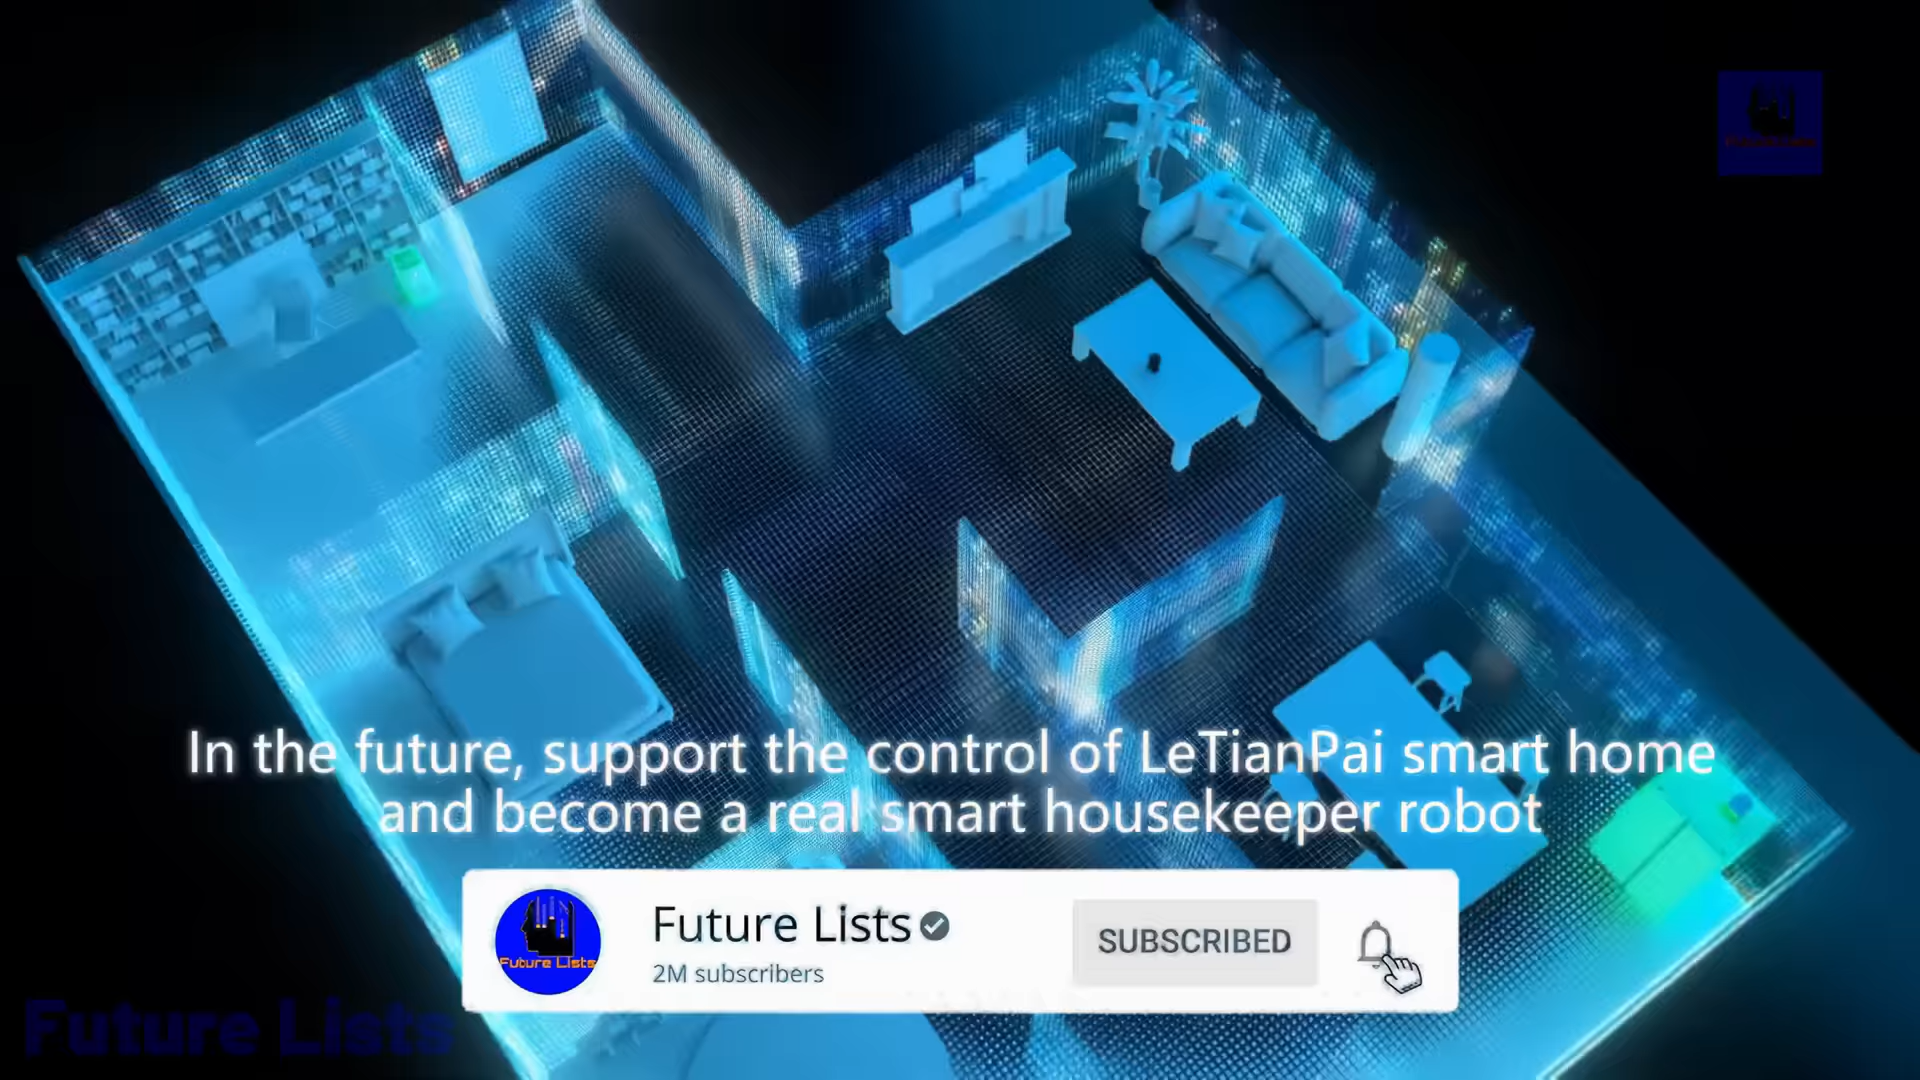 In the future, support the control of LeTianPai smart home
and become a real smart housekeeper robot
Future Lists
2M subscribers
SUBSCRIBED
Future Lists
Future Lists